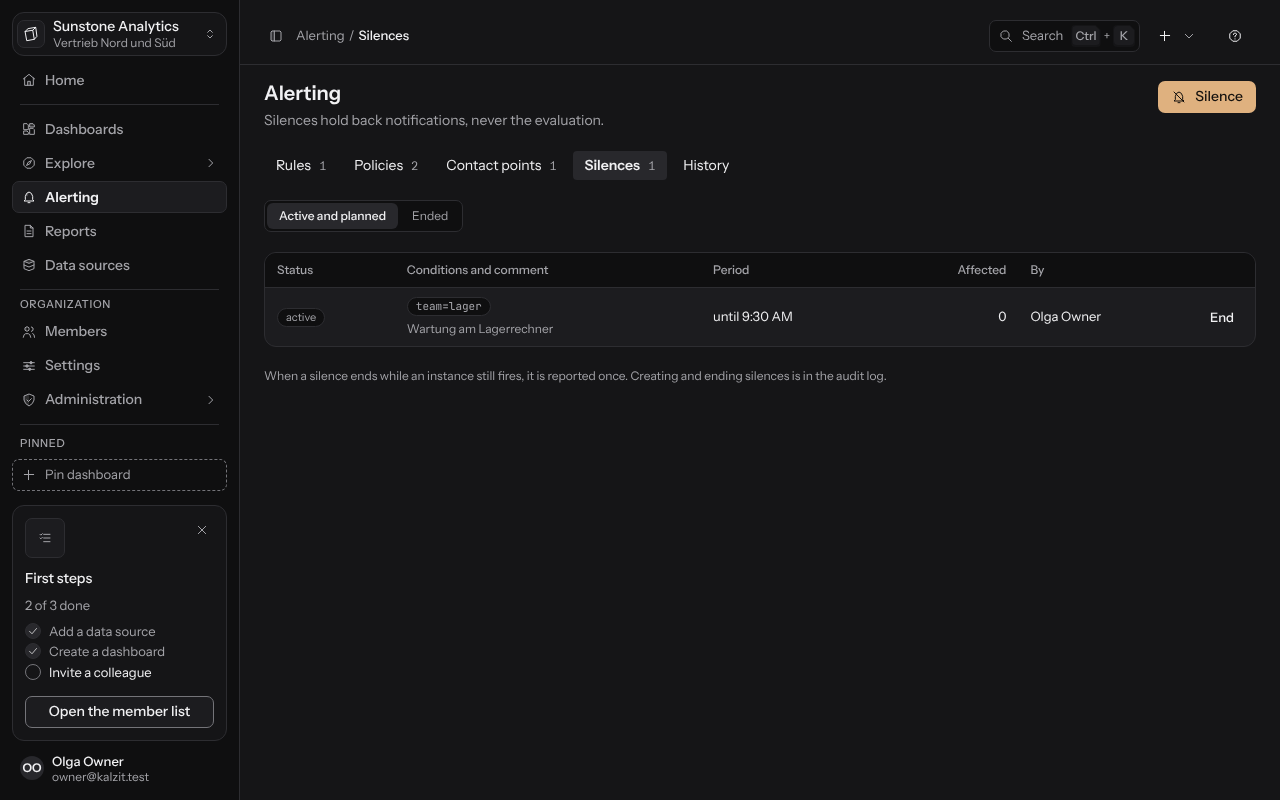 Sunstone Analytics
Vertrieb Nord und Süd
Home
Dashboards
Explore
Alerting
Reports
Data sources
ORGANIZATION
Members
Settings
Administration
PINNED
Pin dashboard
First steps
2 of 3 done
Add a data source
Create a dashboard
Invite a colleague
Open the member list
OO
Olga Owner
owner@kalzit.test
Alerting / Silences
Search Ctrl + K
Alerting
Silences hold back notifications, never the evaluation.
Silence
Rules 1 Policies 2 Contact points 1 Silences 1 History
Active and planned Ended
Status Conditions and comment Period Affected By
active team=lager until 9:30 AM 0 Olga Owner End
Wartung am Lagerrechner
When a silence ends while an instance still fires, it is reported once. Creating and ending silences is in the audit log.